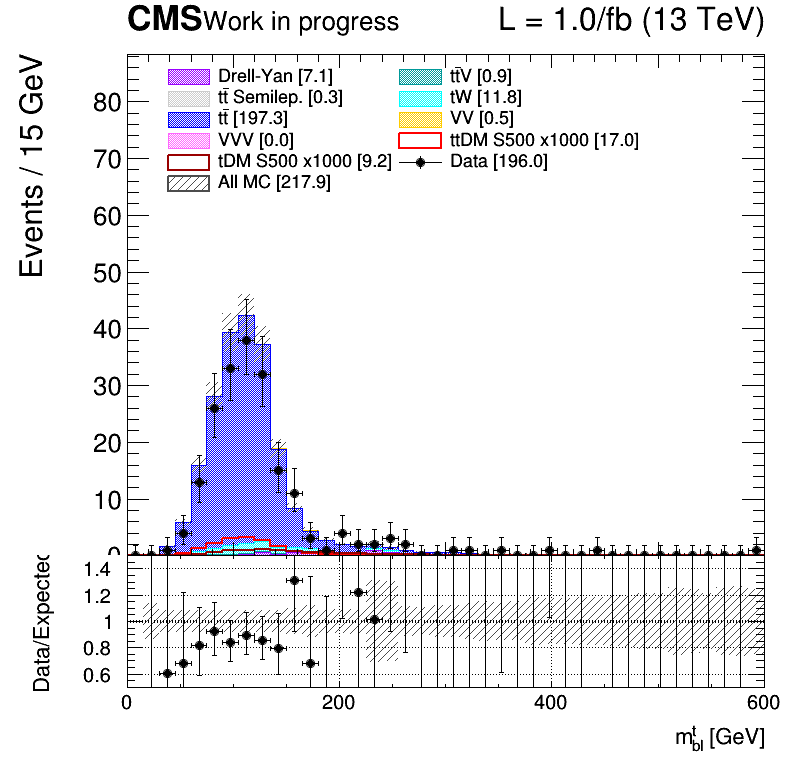 CMS Work in progress L = 1.0/fb (13 TeV)
Events / 15 GeV
Drell-Yan [7.1] tt̄V [0.9]
tt̄ Semilep. [0.3] tW [11.8]
tt̄ [197.3] VV [0.5]
VVV [0.0] ttDM S500 x1000 [17.0]
tDM S500 x1000 [9.2] Data [196.0]
All MC [217.9]
80
70
60
50
40
30
20
10
0
Data/Expected
1.4
1.2
1
0.8
0.6
0 200 400 600
m^t_bl [GeV]